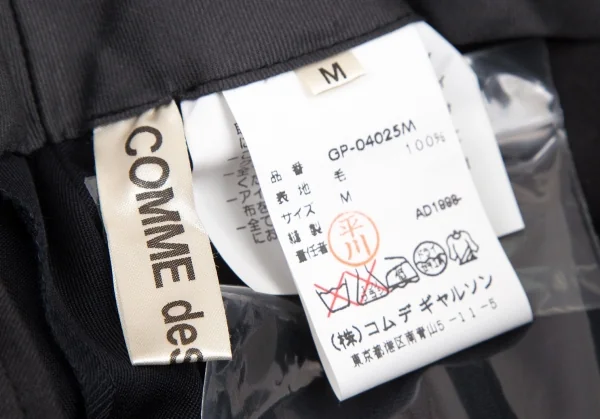 COMME des
M
品番 GP-04025M
表地 毛 100%
サイズ M
縫製
責任者
平川
AD1998
(株)コムデギャルソン
東京都港区南青山5-11-5